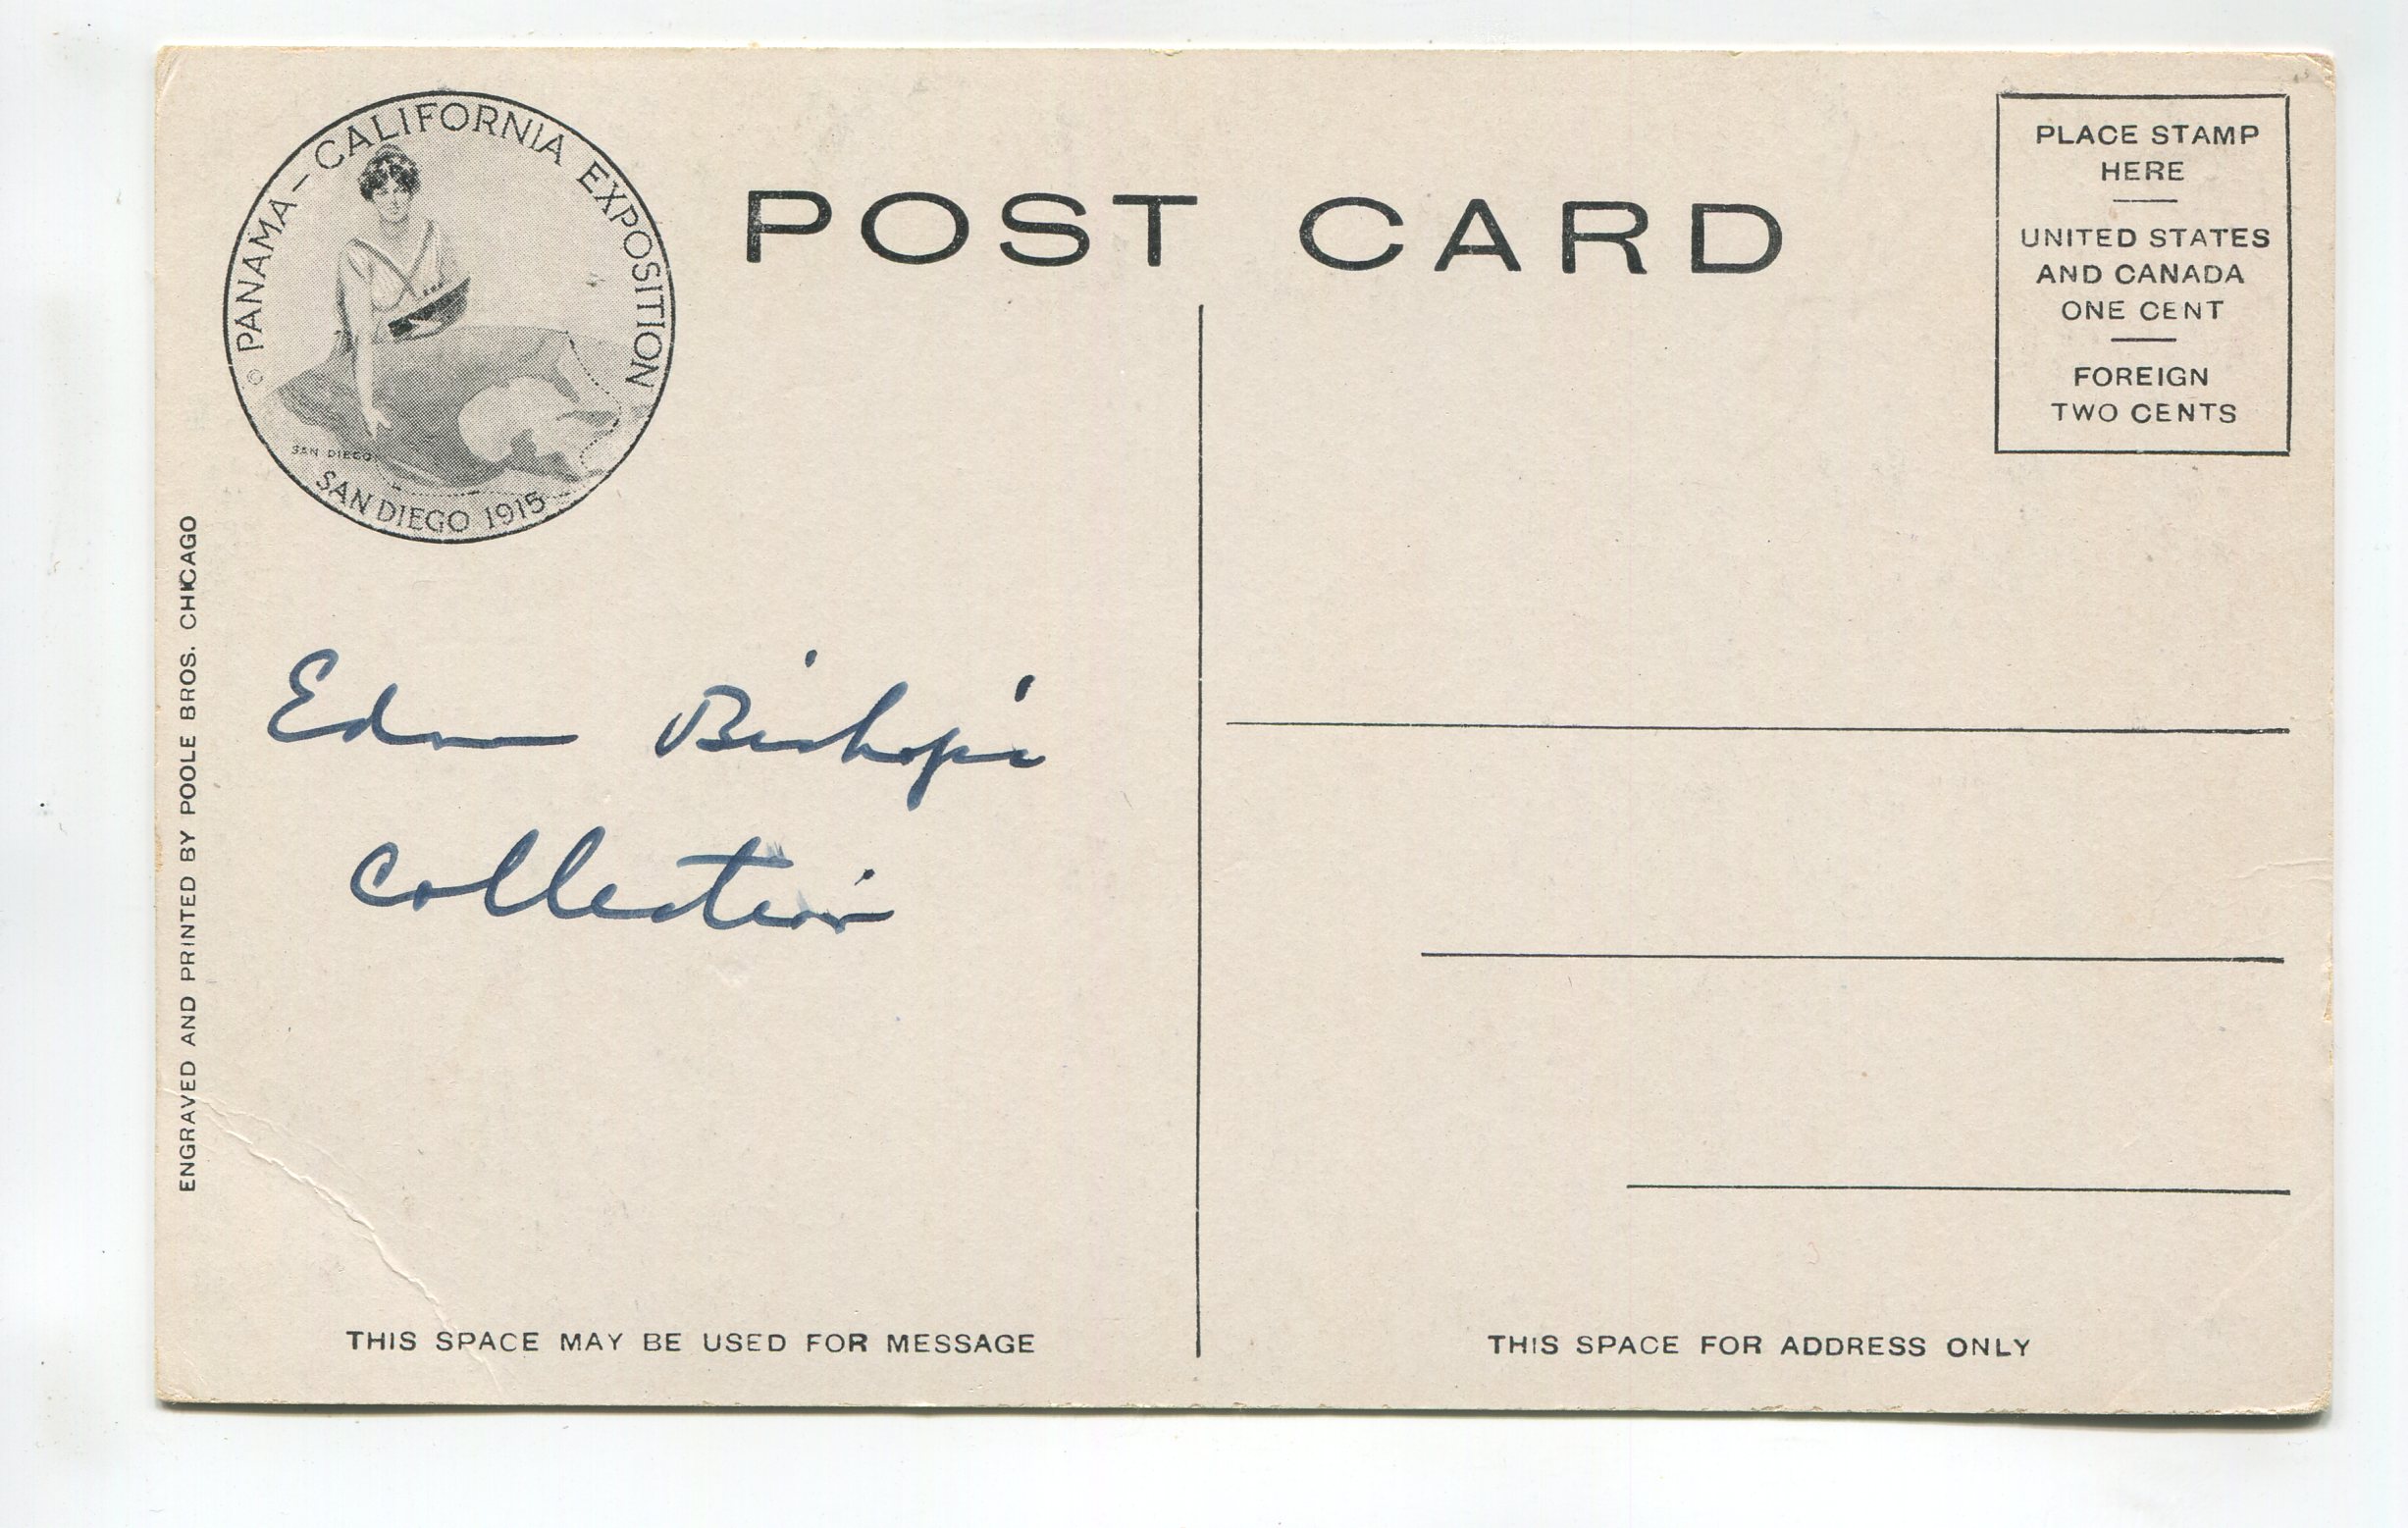 © PANAMA-CALIFORNIA EXPOSITION
SAN DIEGO
SAN DIEGO 1915
POST CARD
PLACE STAMP
HERE
UNITED STATES
AND CANADA
ONE CENT
FOREIGN
TWO CENTS
ENGRAVED AND PRINTED BY POOLE BROS. CHICAGO
Edna Bishop's
Collection
THIS SPACE MAY BE USED FOR MESSAGE
THIS SPACE FOR ADDRESS ONLY